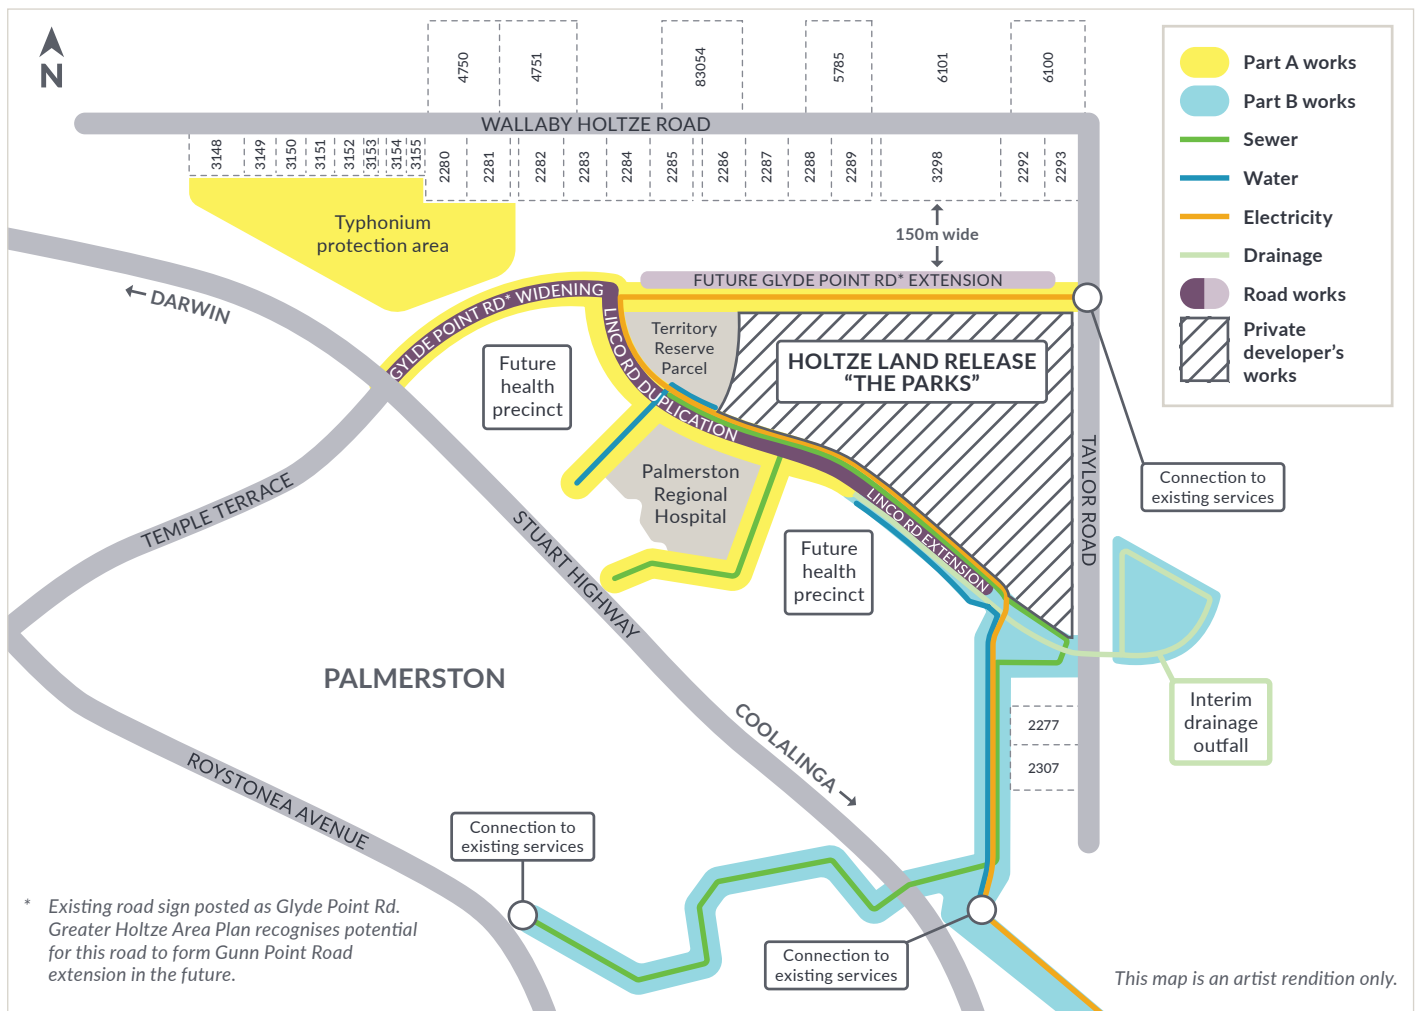 N
4750
4751
83054
5785
6101
6100
WALLABY HOLTZE ROAD
3148
3149
3150
3151
3152
3153
3154
3155
2280
2281
2282
2283
2284
2285
2286
2287
2288
2289
3298
2292
2293
Typhonium
protection area
150m wide
← DARWIN
FUTURE GLYDE POINT RD* EXTENSION
GYLDE POINT RD* WIDENING
LINCO RD DUPLICATION
Territory
Reserve
Parcel
HOLTZE LAND RELEASE
“THE PARKS”
Future
health
precinct
Palmerston
Regional
Hospital
Future
health
precinct
LINCO RD EXTENSION
TAYLOR ROAD
TEMPLE TERRACE
STUART HIGHWAY
PALMERSTON
COOLALINGA →
ROYSTONEA AVENUE
2277
2307
Connection to
existing services
Interim
drainage
outfall
Connection to
existing services
Connection to
existing services
Part A works
Part B works
Sewer
Water
Electricity
Drainage
Road works
Private
developer’s
works
* Existing road sign posted as Glyde Point Rd.
Greater Holtze Area Plan recognises potential
for this road to form Gunn Point Road
extension in the future.
This map is an artist rendition only.